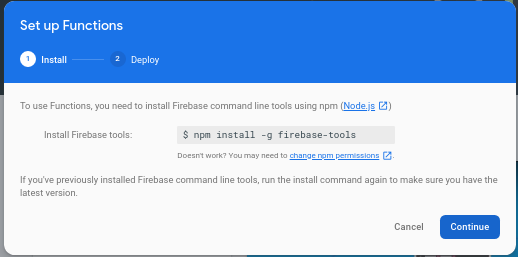 Set up Functions
1 Install 2 Deploy
To use Functions, you need to install Firebase command line tools using npm (Node.js)
Install Firebase tools: $ npm install -g firebase-tools
Doesn't work? You may need to change npm permissions.
If you've previously installed Firebase command line tools, run the install command again to make sure you have the
latest version.
Cancel Continue